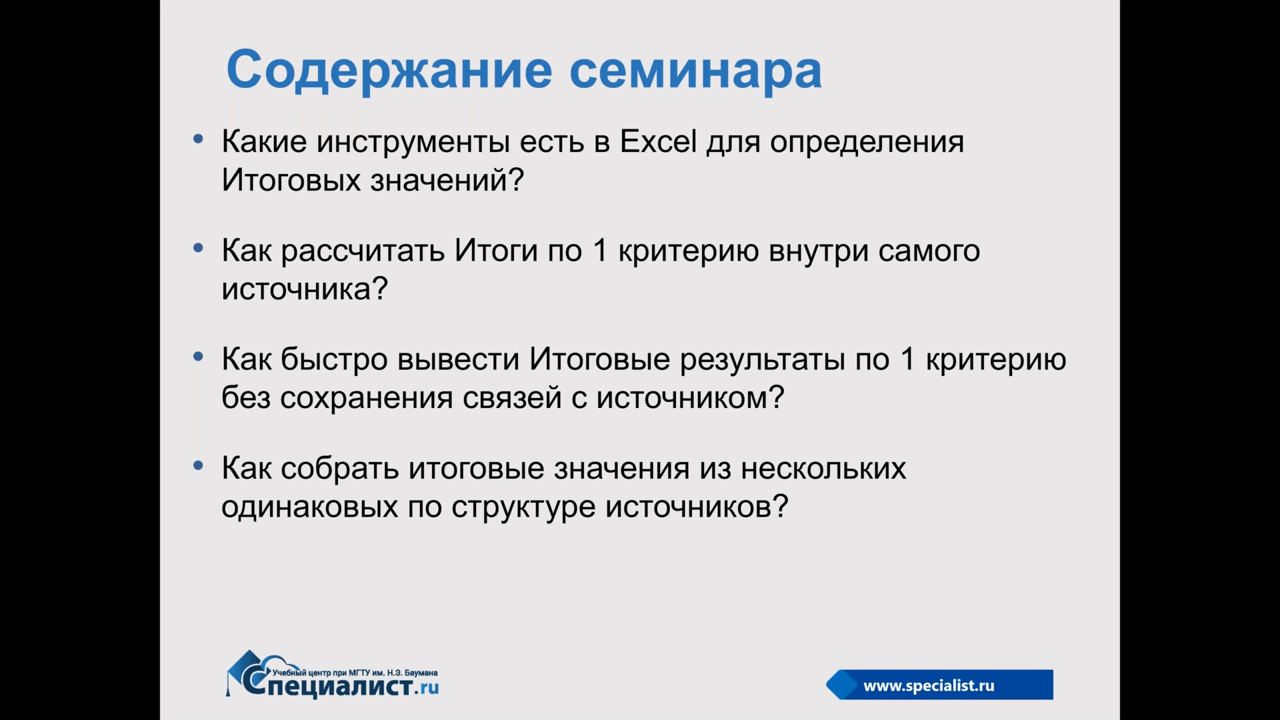 Содержание семинара
• Какие инструменты есть в Excel для определения
Итоговых значений?
• Как рассчитать Итоги по 1 критерию внутри самого
источника?
• Как быстро вывести Итоговые результаты по 1 критерию
без сохранения связей с источником?
• Как собрать итоговые значения из нескольких
одинаковых по структуре источников?
Учебный центр при МГТУ им. Н.Э. Баумана
Специалист.ru
www.specialist.ru